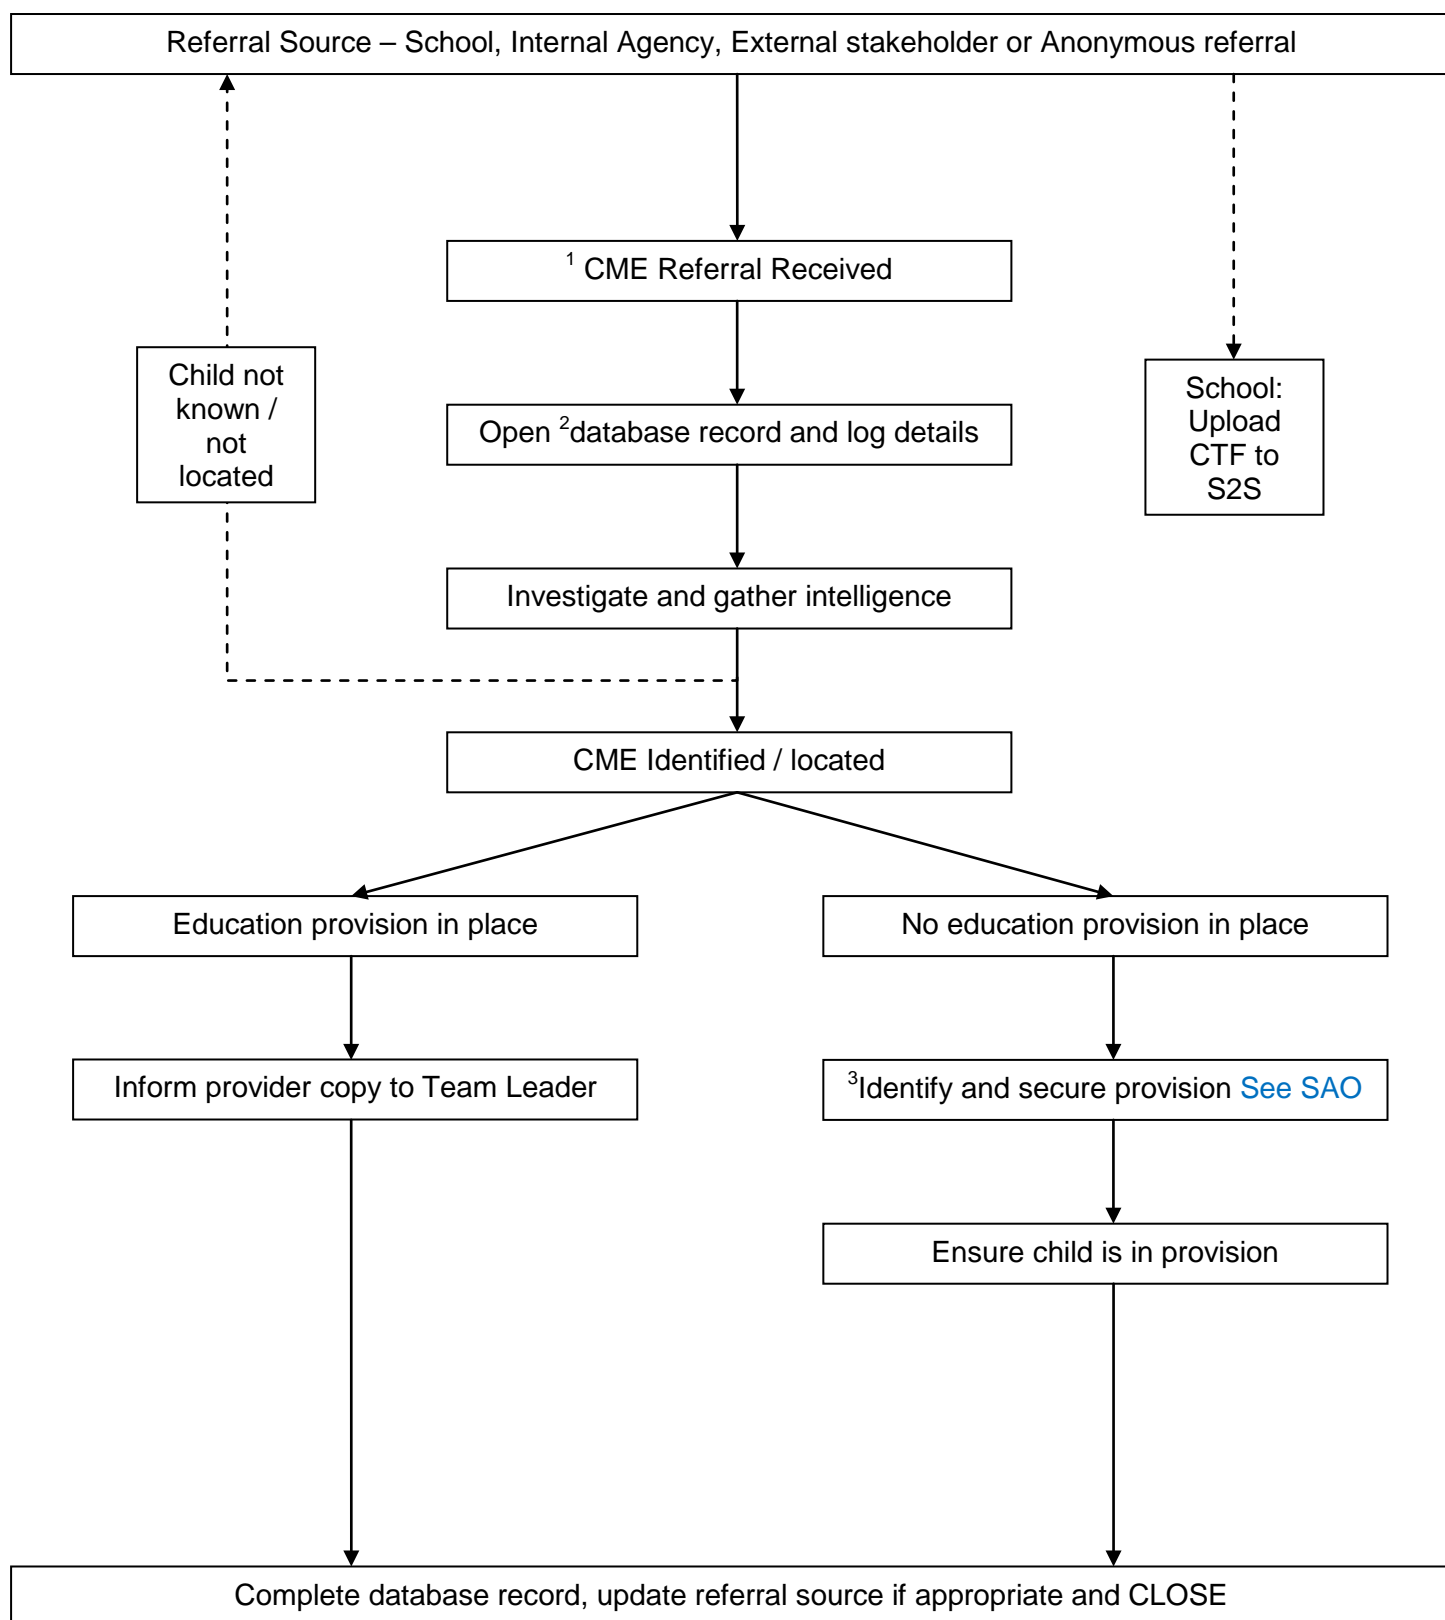 Referral Source – School, Internal Agency, External stakeholder or Anonymous referral
¹ CME Referral Received
Child not
known /
not
located
School:
Upload
CTF to
S2S
Open ²database record and log details
Investigate and gather intelligence
CME Identified / located
Education provision in place
No education provision in place
Inform provider copy to Team Leader
³Identify and secure provision See SAO
Ensure child is in provision
Complete database record, update referral source if appropriate and CLOSE